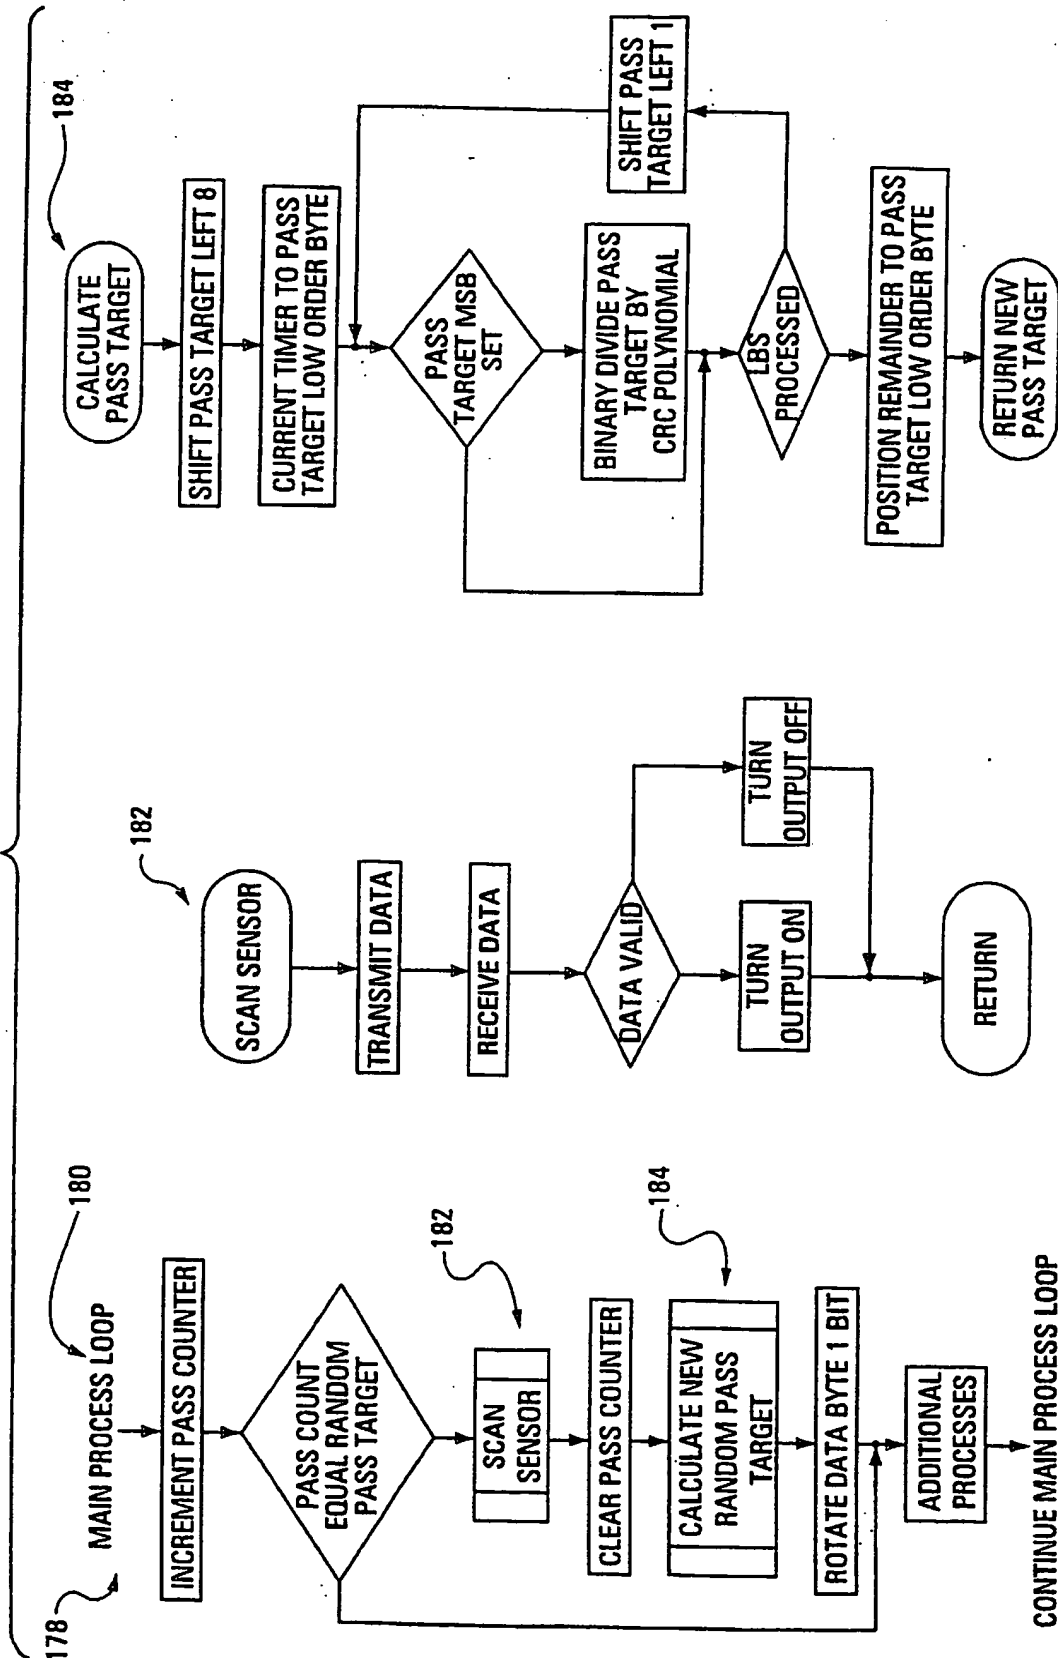 178
180
MAIN PROCESS LOOP
INCREMENT PASS COUNTER
PASS COUNT
EQUAL RANDOM
PASS TARGET
182
SCAN
SENSOR
CLEAR PASS COUNTER
184
CALCULATE NEW
RANDOM PASS
TARGET
ROTATE DATA BYTE 1 BIT
ADDITIONAL
PROCESSES
CONTINUE MAIN PROCESS LOOP
182
SCAN SENSOR
TRANSMIT DATA
RECEIVE DATA
DATA VALID
TURN
OUTPUT ON
TURN
OUTPUT OFF
RETURN
184
CALCULATE
PASS TARGET
SHIFT PASS TARGET LEFT 8
CURRENT TIMER TO PASS
TARGET LOW ORDER BYTE
PASS
TARGET MSB
SET
BINARY DIVIDE PASS
TARGET BY
CRC POLYNOMIAL
SHIFT PASS
TARGET LEFT 1
LBS
PROCESSED
POSITION REMAINDER TO PASS
TARGET LOW ORDER BYTE
RETURN NEW
PASS TARGET